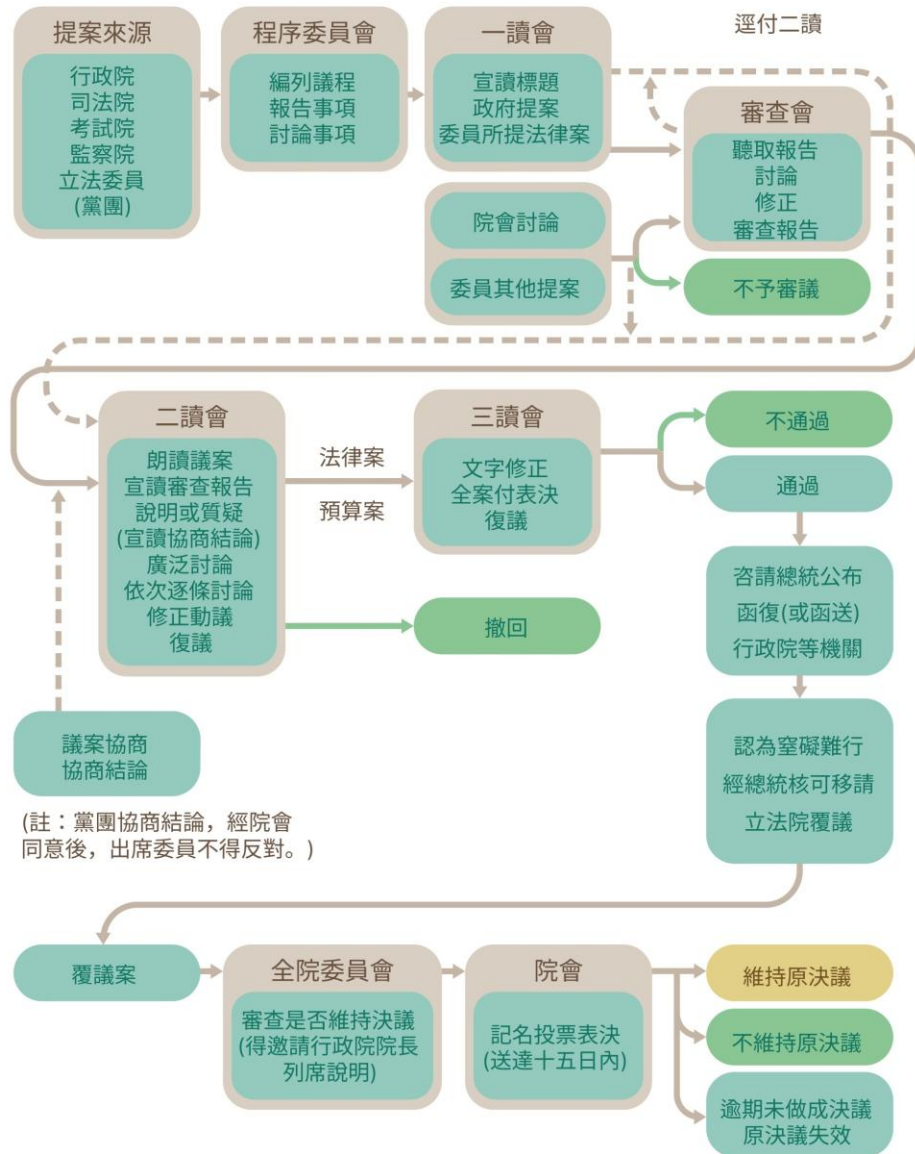 提案來源
行政院
司法院
考試院
監察院
立法委員
(黨團)
程序委員會
編列議程
報告事項
討論事項
一讀會
宣讀標題
政府提案
委員所提法律案
逕付二讀
審查會
聽取報告
討論
修正
審查報告
院會討論
委員其他提案
不予審議
二讀會
朗讀議案
宣讀審查報告
說明或質疑
(宣讀協商結論)
廣泛討論
依次逐條討論
修正動議
復議
法律案
預算案
三讀會
文字修正
全案付表決
復議
撤回
不通過
通過
咨請總統公布
函復(或函送)
行政院等機關
認為窒礙難行
經總統核可移請
立法院覆議
議案協商
協商結論
(註：黨團協商結論，經院會
同意後，出席委員不得反對。)
覆議案
全院委員會
審查是否維持決議
(得邀請行政院院長
列席說明)
院會
記名投票表決
(送達十五日內)
維持原決議
不維持原決議
逾期未做成決議
原決議失效